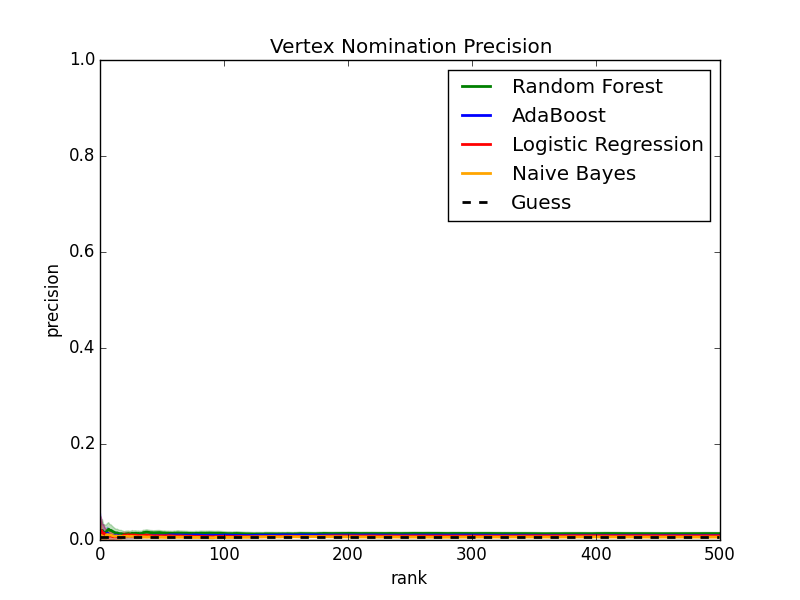 Vertex Nomination Precision
1.0
0.8
0.6
0.4
0.2
0.0
precision
Random Forest
AdaBoost
Logistic Regression
Naive Bayes
Guess
0 100 200 300 400 500
rank